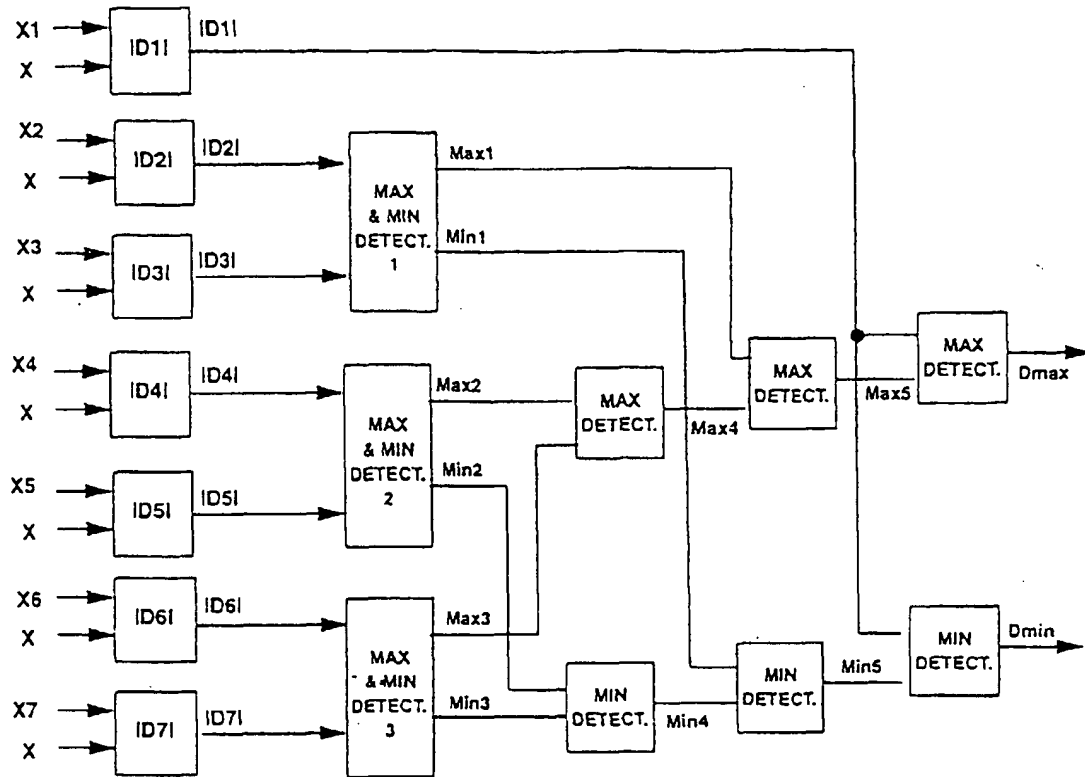 X1
X
|D1|
|D1|
X2
X
|D2|
|D2|
Max1
MAX
& MIN
DETECT.
1
Min1
X3
X
|D3|
|D3|
MAX
DETECT.
Dmax
MAX
DETECT.
Max5
X4
X
|D4|
|D4|
Max2
MAX
& MIN
DETECT.
2
Min2
MAX
DETECT.
Max4
X5
X
|D5|
|D5|
X6
X
|D6|
|D6|
Max3
MAX
& MIN
DETECT.
3
Min3
MIN
DETECT.
Min4
MIN
DETECT.
Min5
MIN
DETECT.
Dmin
X7
X
|D7|
|D7|